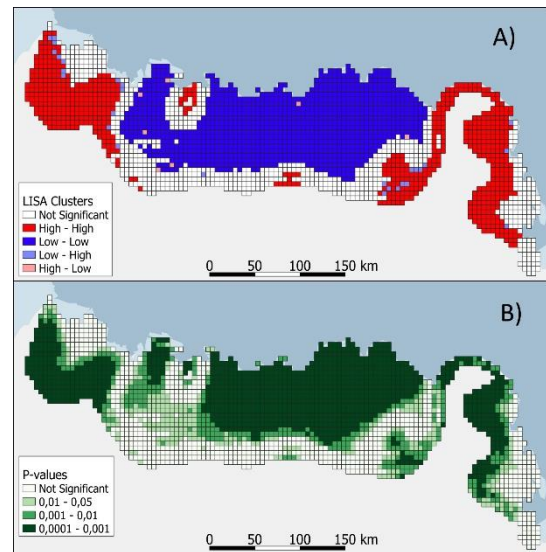 A)
LISA Clusters
Not Significant
High - High
Low - Low
Low - High
High - Low
0 50 100 150 km
B)
P-values
Not Significant
0,01 - 0,05
0,001 - 0,01
0,0001 - 0,001
0 50 100 150 km